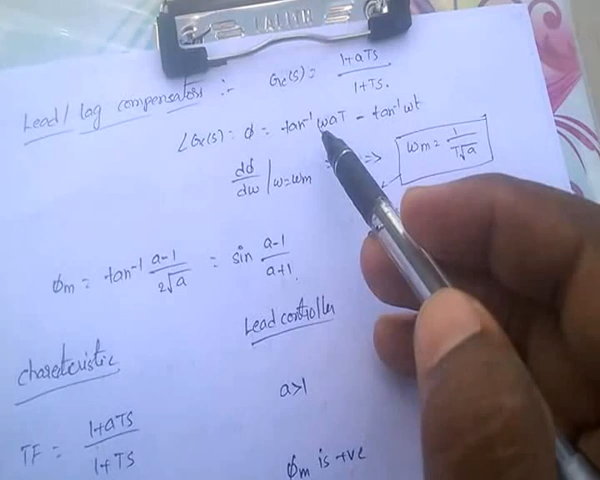 Lead/lag compensators :- Gc(s) = 1+aTs / 1+Ts.
∠Gc(s) = φ = tan⁻¹ ωaT - tan⁻¹ ωt
dφ/dω | ω=ωm => ωm = 1/T√a
φm = tan⁻¹ a-1/2√a = sin a-1/a+1.
Lead controller
charecteristic
a>1
TF = 1+aTS / 1+TS
φm is +ve